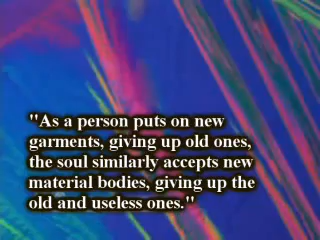 "As a person puts on new
garments, giving up old ones,
the soul similarly accepts new
material bodies, giving up the
old and useless ones."